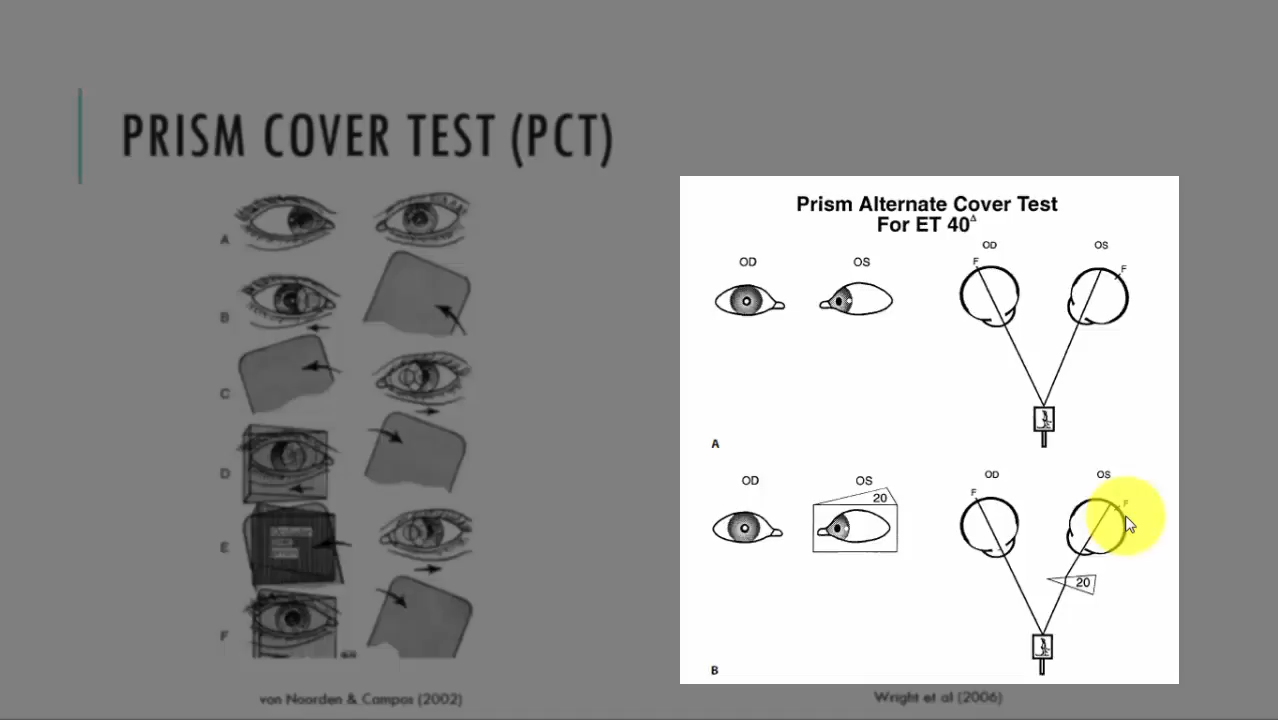 PRISM COVER TEST (PCT)
A
B
C
D
E
F
von Noorden & Campos (2002)
Prism Alternate Cover Test
For ET 40Δ
OD
OS
OD
OS
F
F
A
OD
OS
20
OD
OS
F
F
20
B
Wright et al (2006)